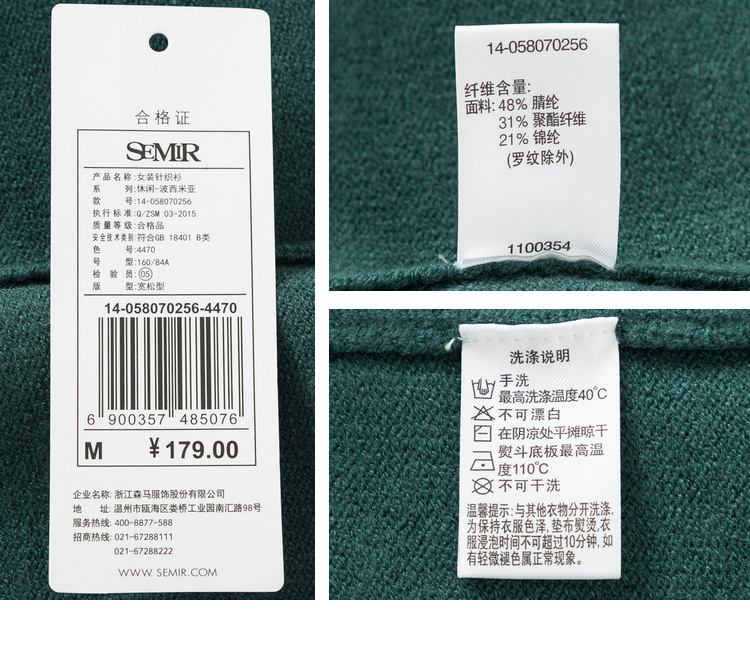 合格证
SEMIR
产品名称:女装针织衫
系 列:休闲-波西米亚
款 号:14-058070256
执行标准:Q/ZSM 03-2015
质量等级:合格品
安全技术类别:符合GB 18401 B类
色 号:4470
号 型:160/84A
检 验 员:05
版 型:宽松型
14-058070256-4470
6 900357 485076
M ¥179.00
企业名称:浙江森马服饰股份有限公司
地 址:温州市瓯海区娄桥工业园南汇路98号
服务热线:400-8877-588
招商热线:021-67288111
021-67288222
WWW.SEMIR.COM
14-058070256
纤维含量:
面料:48% 腈纶
31% 聚酯纤维
21% 锦纶
(罗纹除外)
1100354
洗涤说明
手洗
最高洗涤温度40°C
不可漂白
在阴凉处平摊晾干
熨斗底板最高温
度110°C
不可干洗
温馨提示:与其他衣物分开洗涤,
为保持衣服色泽,垫布熨烫,衣
服浸泡时间不可超过10分钟,如
有轻微褪色属正常现象。